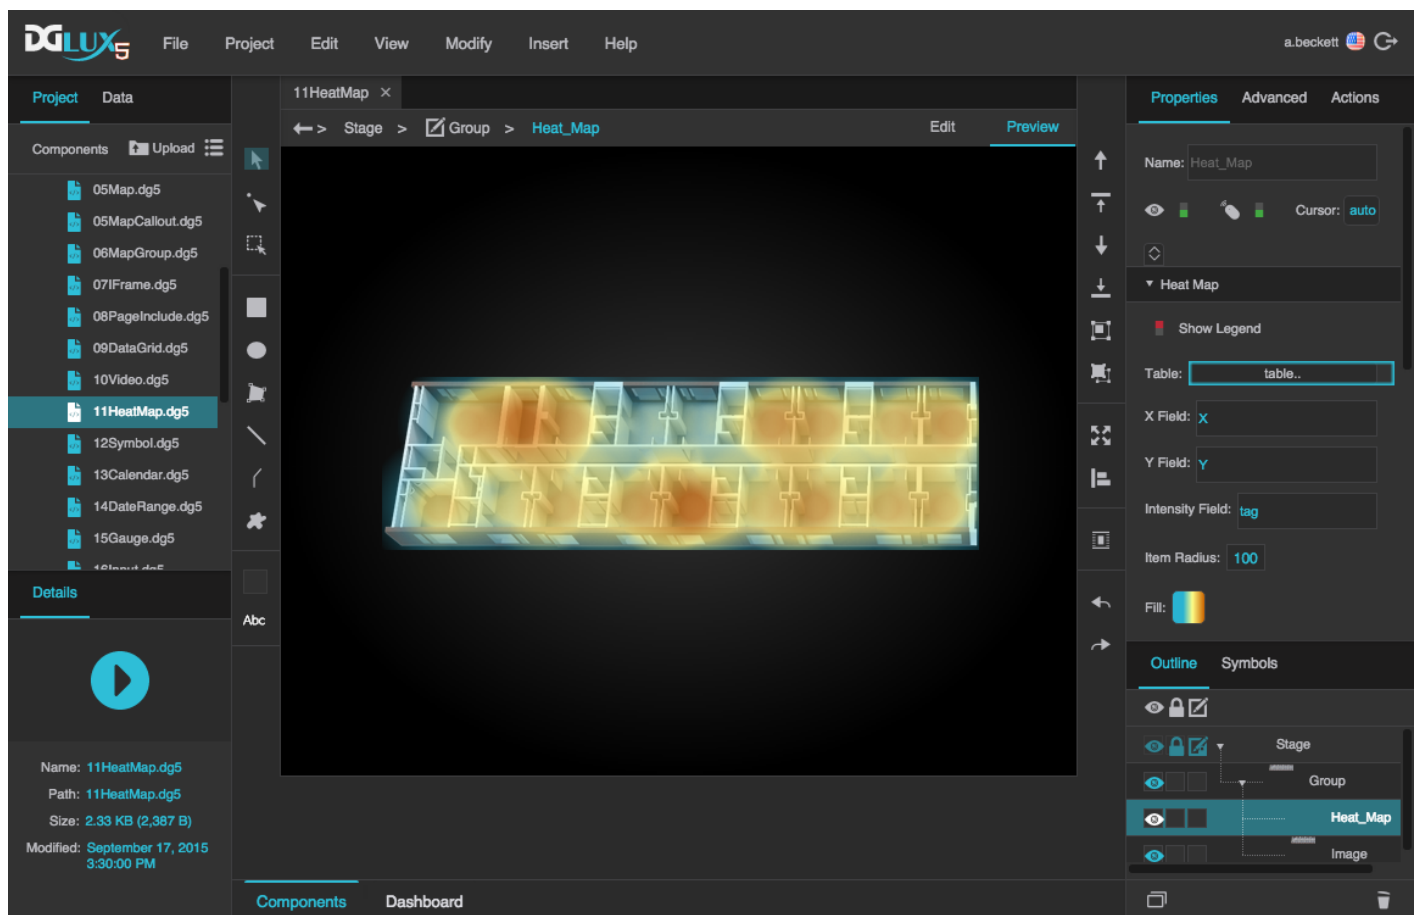 DGLUX5
File Project Edit View Modify Insert Help
a.beckett
Project Data
Components Upload
05Map.dg5
05MapCallout.dg5
06MapGroup.dg5
07IFrame.dg5
08PageInclude.dg5
09DataGrid.dg5
10Video.dg5
11HeatMap.dg5
12Symbol.dg5
13Calendar.dg5
14DateRange.dg5
15Gauge.dg5
16Input.dg5
Details
Name: 11HeatMap.dg5
Path: 11HeatMap.dg5
Size: 2.33 KB (2,387 B)
Modified: September 17, 2015
3:30:00 PM
Abc
11HeatMap ×
> Stage > Group > Heat_Map
Edit Preview
Components Dashboard
Properties Advanced Actions
Name: Heat_Map
Cursor: auto
Heat Map
Show Legend
Table: table..
X Field: X
Y Field: Y
Intensity Field: tag
Item Radius: 100
Fill:
Outline Symbols
Stage
Group
Heat_Map
Image